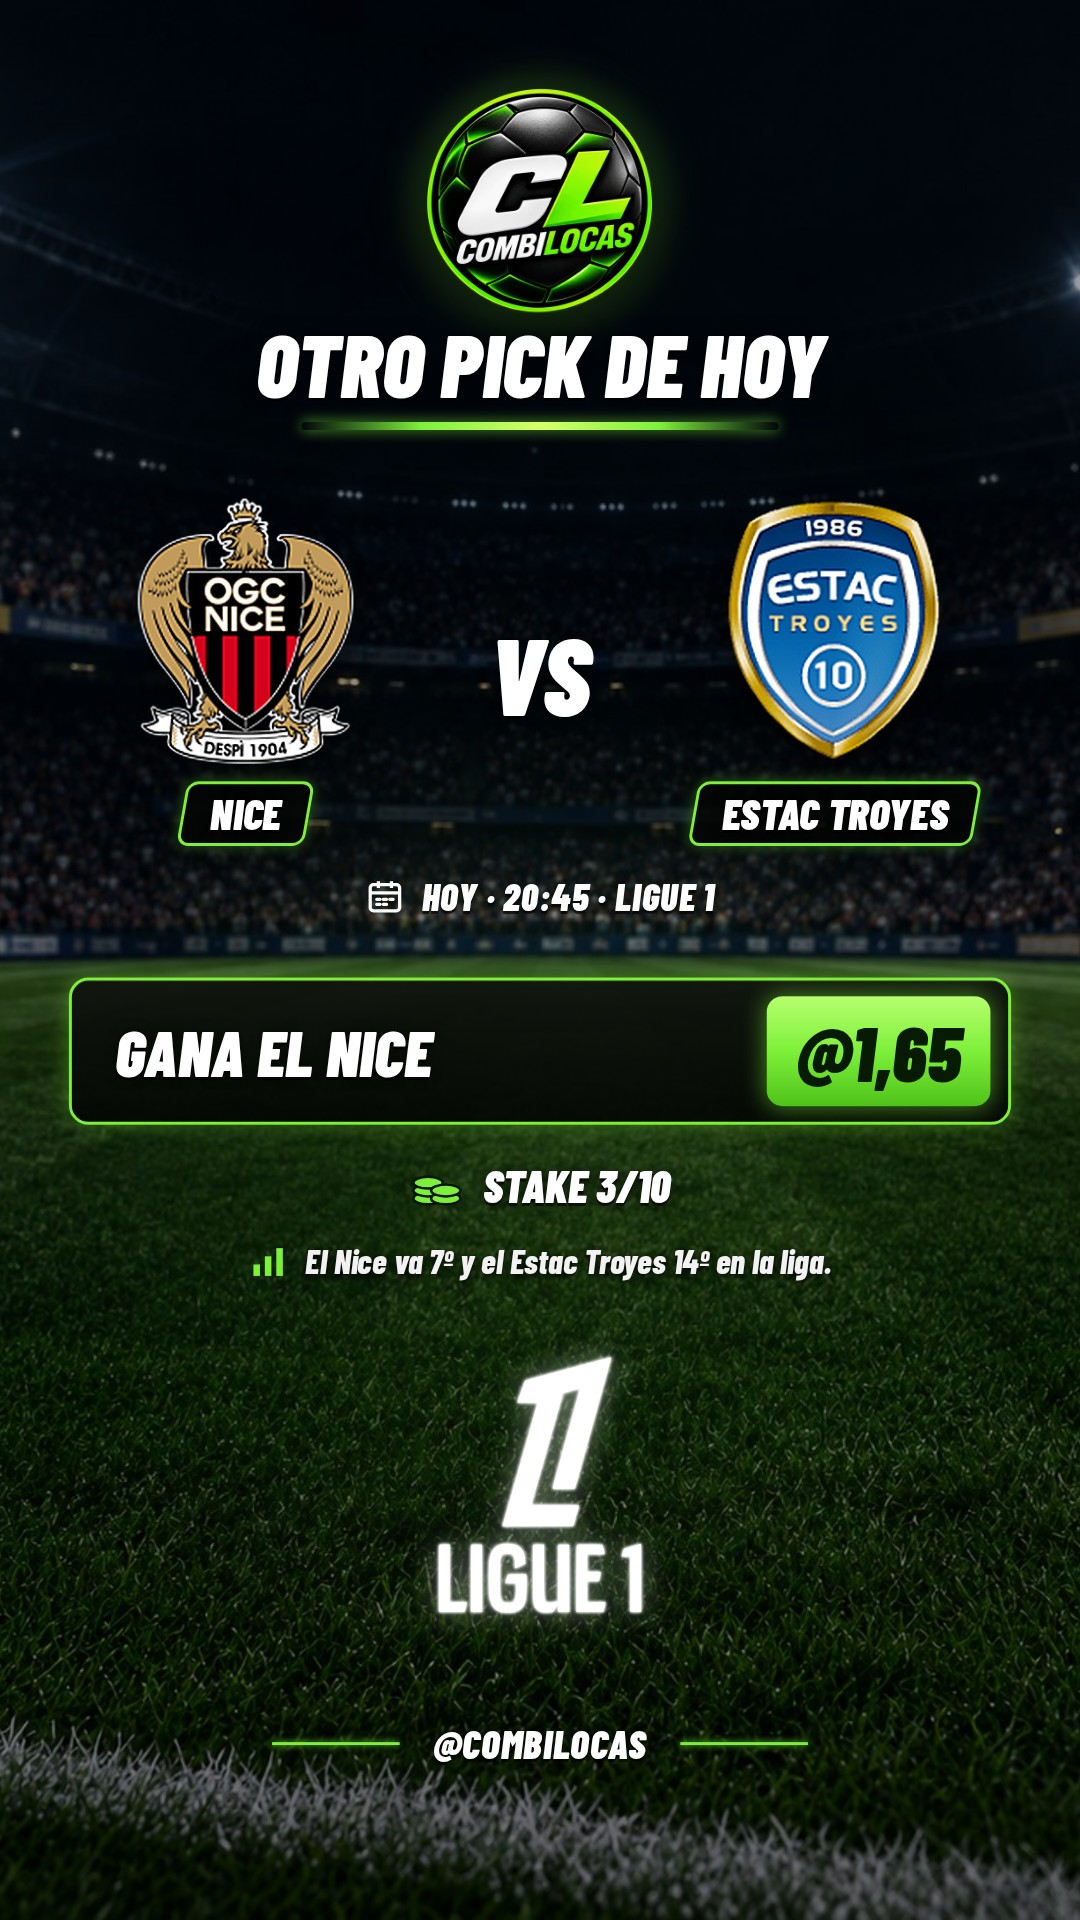 CL
COMBILOCAS
OTRO PICK DE HOY
OGC
NICE
DESPÍ 1904
1986
ESTAC
TROYES
10
VS
NICE
ESTAC TROYES
HOY · 20:45 · LIGUE 1
GANA EL NICE
@1,65
STAKE 3/10
El Nice va 7º y el Estac Troyes 14º en la liga.
LIGUE 1
@COMBILOCAS